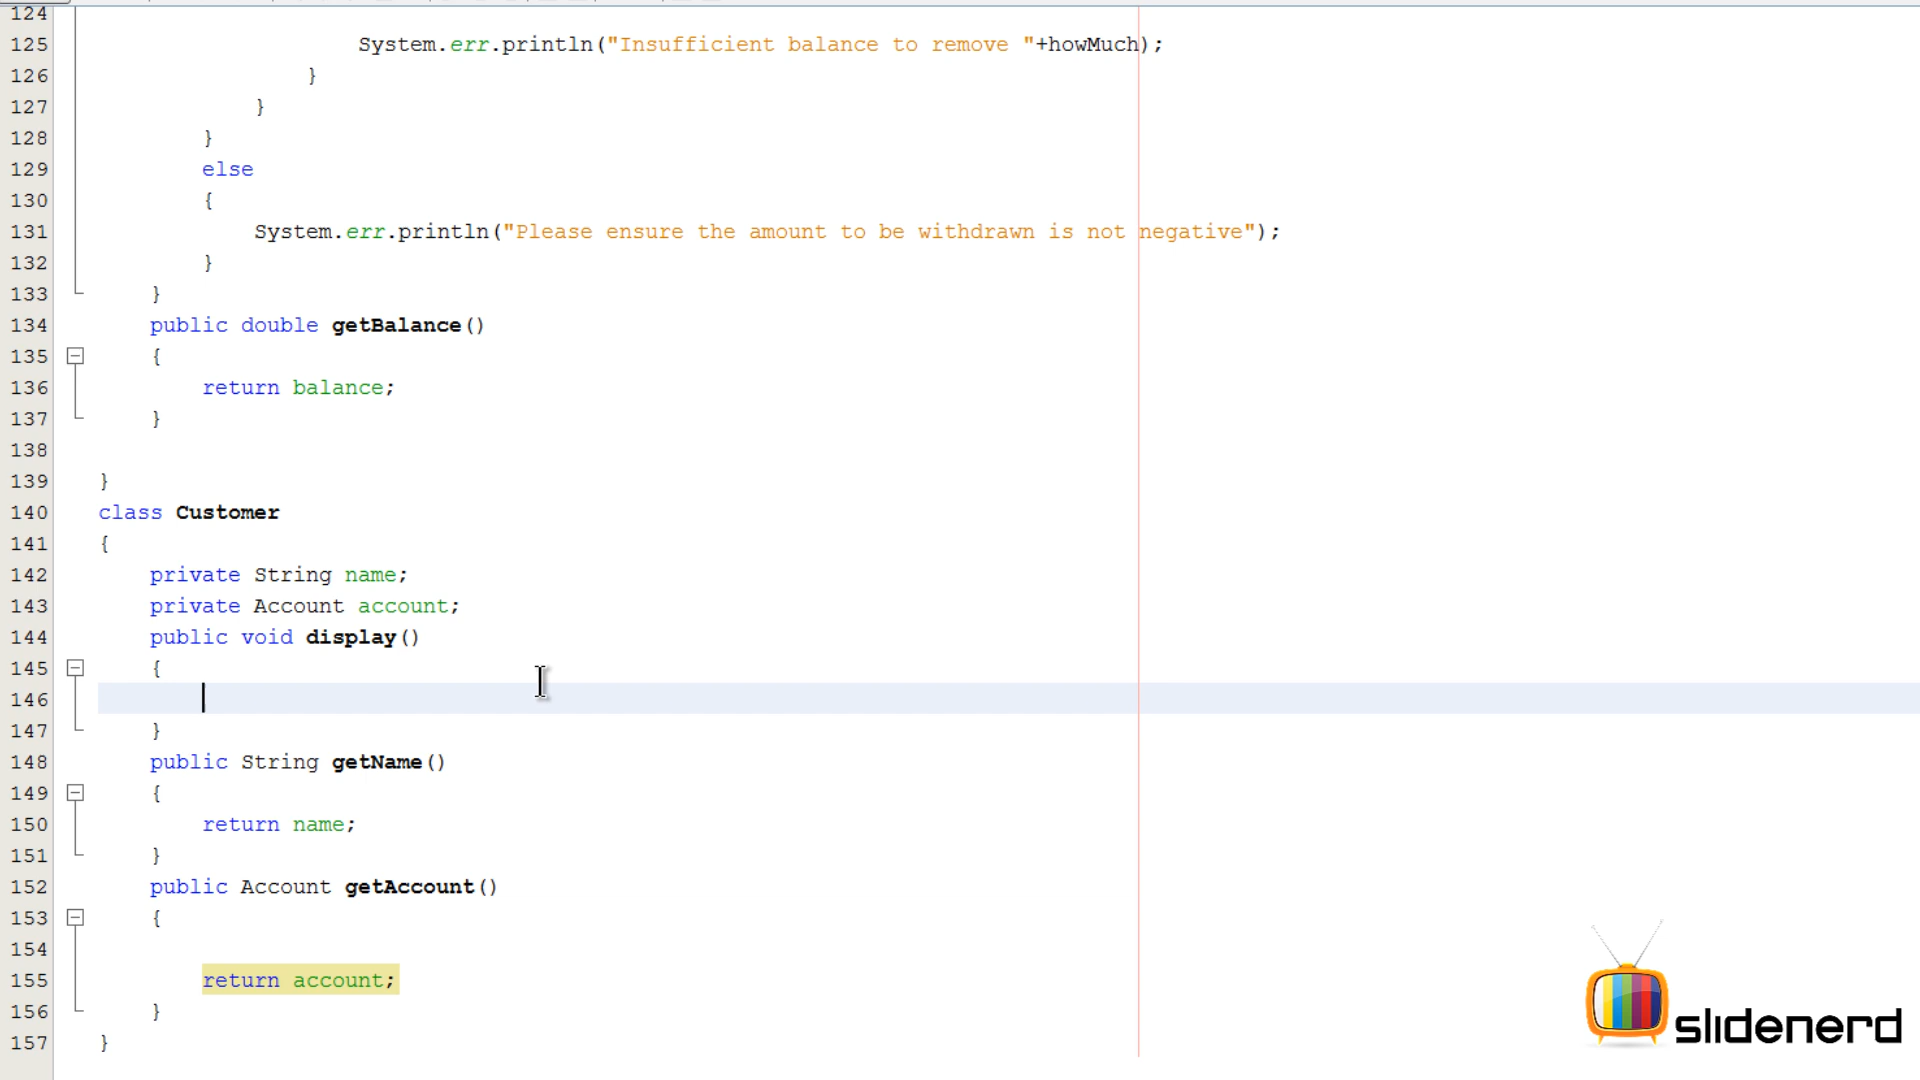 124
125 System.err.println("Insufficient balance to remove "+howMuch);
126 }
127 }
128 }
129 else
130 {
131 System.err.println("Please ensure the amount to be withdrawn is not negative");
132 }
133 }
134 public double getBalance()
135 {
136 return balance;
137 }
138
139 }
140 class Customer
141 {
142 private String name;
143 private Account account;
144 public void display()
145 {
146
147 }
148 public String getName()
149 {
150 return name;
151 }
152 public Account getAccount()
153 {
154
155 return account;
156 }
157 }
slidenerd